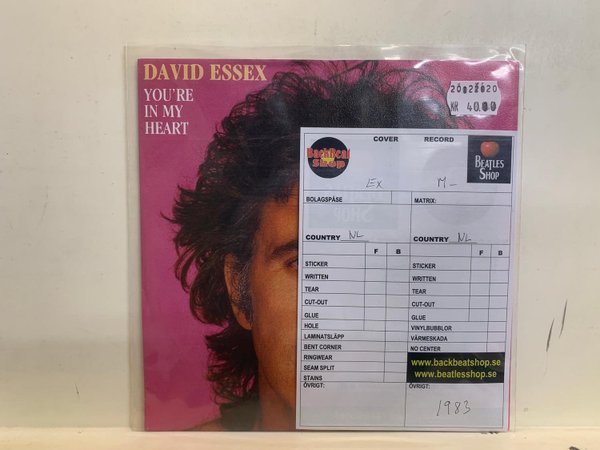 DAVID ESSEX
YOU'RE
IN MY
HEART
KR 40.00
COVER RECORD
BackBeat
Shop
BEATLES
SHOP
EX M-
BOLAGSPÅSE MATRIX:
COUNTRY NL COUNTRY NL
F B F B
STICKER STICKER
WRITTEN WRITTEN
TEAR TEAR
CUT-OUT CUT-OUT
GLUE GLUE
HOLE VINYLBUBBLOR
LAMINATSLÄPP VÄRMESKADA
BENT CORNER NO CENTER
RINGWEAR
SEAM SPLIT
STAINS
www.backbeatshop.se
www.beatlesshop.se
ÖVRIGT: ÖVRIGT:
1983